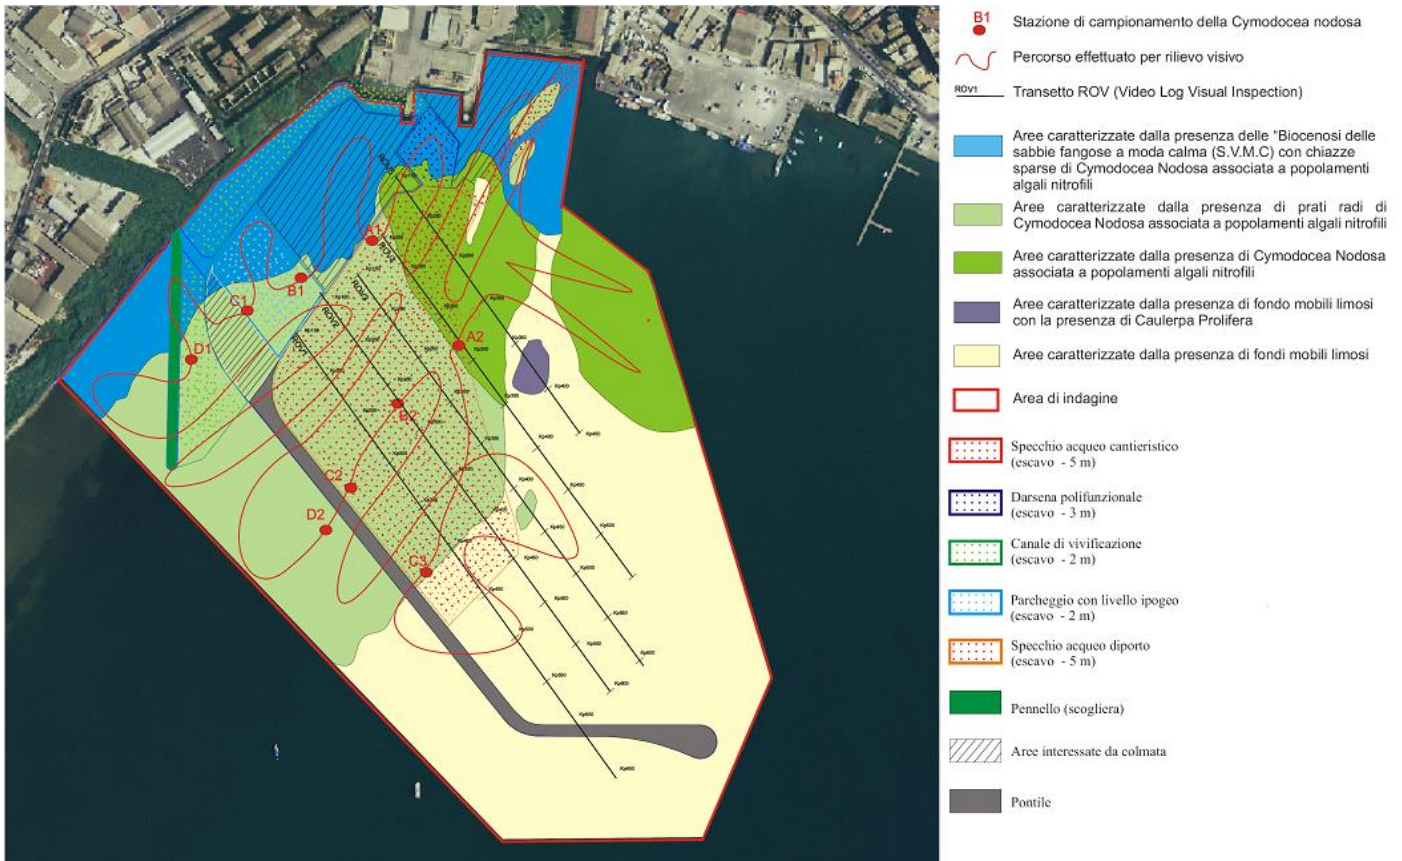 B1
Stazione di campionamento della Cymodocea nodosa
Percorso effettuato per rilievo visivo
ROV1
Transetto ROV (Video Log Visual Inspection)
Aree caratterizzate dalla presenza delle "Biocenosi delle
sabbie fangose a moda calma (S.V.M.C) con chiazze
sparse di Cymodocea Nodosa associata a popolamenti
algali nitrofili
Aree caratterizzate dalla presenza di prati radi di
Cymodocea Nodosa associata a popolamenti algali nitrofili
Aree caratterizzate dalla presenza di Cymodocea Nodosa
associata a popolamenti algali nitrofili
Aree caratterizzate dalla presenza di fondo mobili limosi
con la presenza di Caulerpa Prolifera
Aree caratterizzate dalla presenza di fondi mobili limosi
Area di indagine
Specchio acqueo cantieristico
(escavo - 5 m)
Darsena polifunzionale
(escavo - 3 m)
Canale di vivificazione
(escavo - 2 m)
Parcheggio con livello ipogeo
(escavo - 2 m)
Specchio acqueo diporto
(escavo - 5 m)
Pennello (scogliera)
Aree interessate da colmata
Pontile
A1
B1
C1
D1
A2
B2
C2
D2
C3
ROV1
ROV2
ROV3